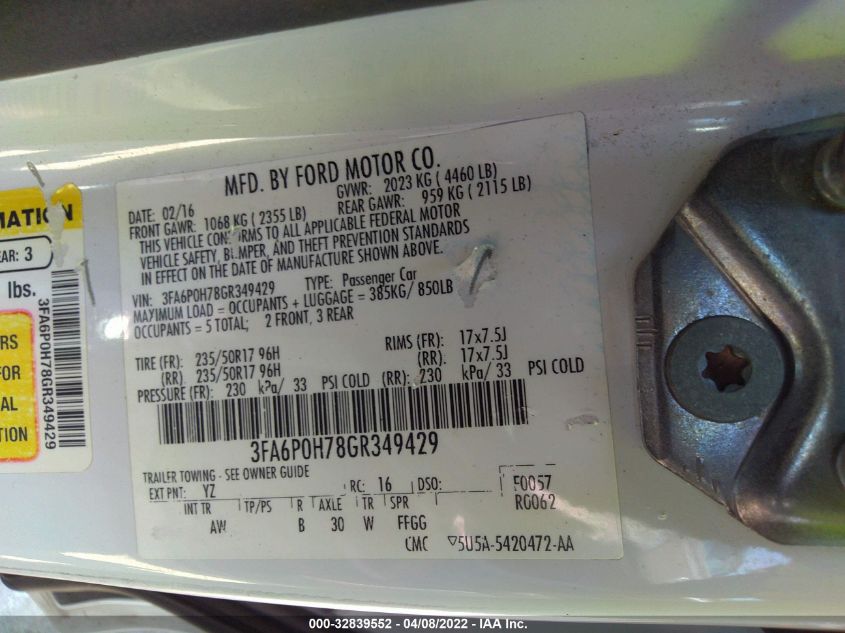 MFD. BY FORD MOTOR CO.
DATE: 02/16 GVWR: 2023 KG ( 4460 LB)
FRONT GAWR: 1068 KG ( 2355 LB) REAR GAWR: 959 KG ( 2115 LB)
THIS VEHICLE CONFORMS TO ALL APPLICABLE FEDERAL MOTOR
VEHICLE SAFETY, BUMPER, AND THEFT PREVENTION STANDARDS
IN EFFECT ON THE DATE OF MANUFACTURE SHOWN ABOVE.
VIN: 3FA6P0H78GR349429 TYPE: Passenger Car
MAXIMUM LOAD = OCCUPANTS + LUGGAGE = 385KG/ 850LB
OCCUPANTS = 5 TOTAL; 2 FRONT, 3 REAR
TIRE (FR): 235/50R17 96H RIMS (FR): 17x7.5J
(RR): 235/50R17 96H (RR): 17x7.5J
PRESSURE (FR): 230 kPa/ 33 PSI COLD (RR): 230 kPa/ 33 PSI COLD
3FA6P0H78GR349429
TRAILER TOWING - SEE OWNER GUIDE
EXT PNT: YZ RC: 16 DSO: F0057
INT TR TP/PS R AXLE TR SPR R0062
AW B 30 W FFGG
CMC ▽5U5A-5420472-AA
MATION
EAR: 3
lbs.
3FA6P0H78GR349429
RS
FOR
AL
ON
000-32839552 - 04/08/2022 - IAA Inc.